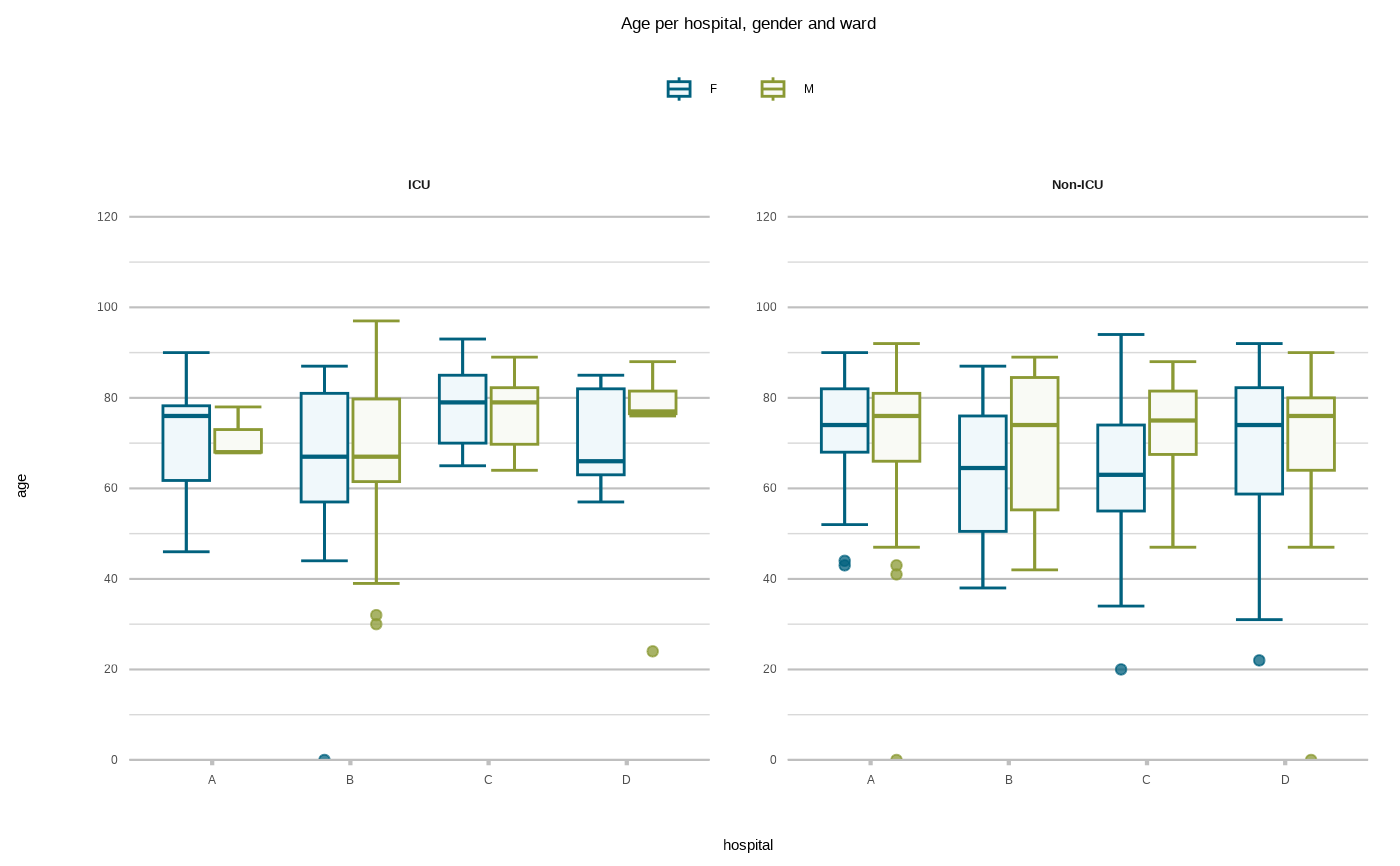 Age per hospital, gender and ward
F M
ICU Non-ICU
120 120
100 100
80 80
60 60
age
40 40
20 20
0 0
A B C D A B C D
hospital